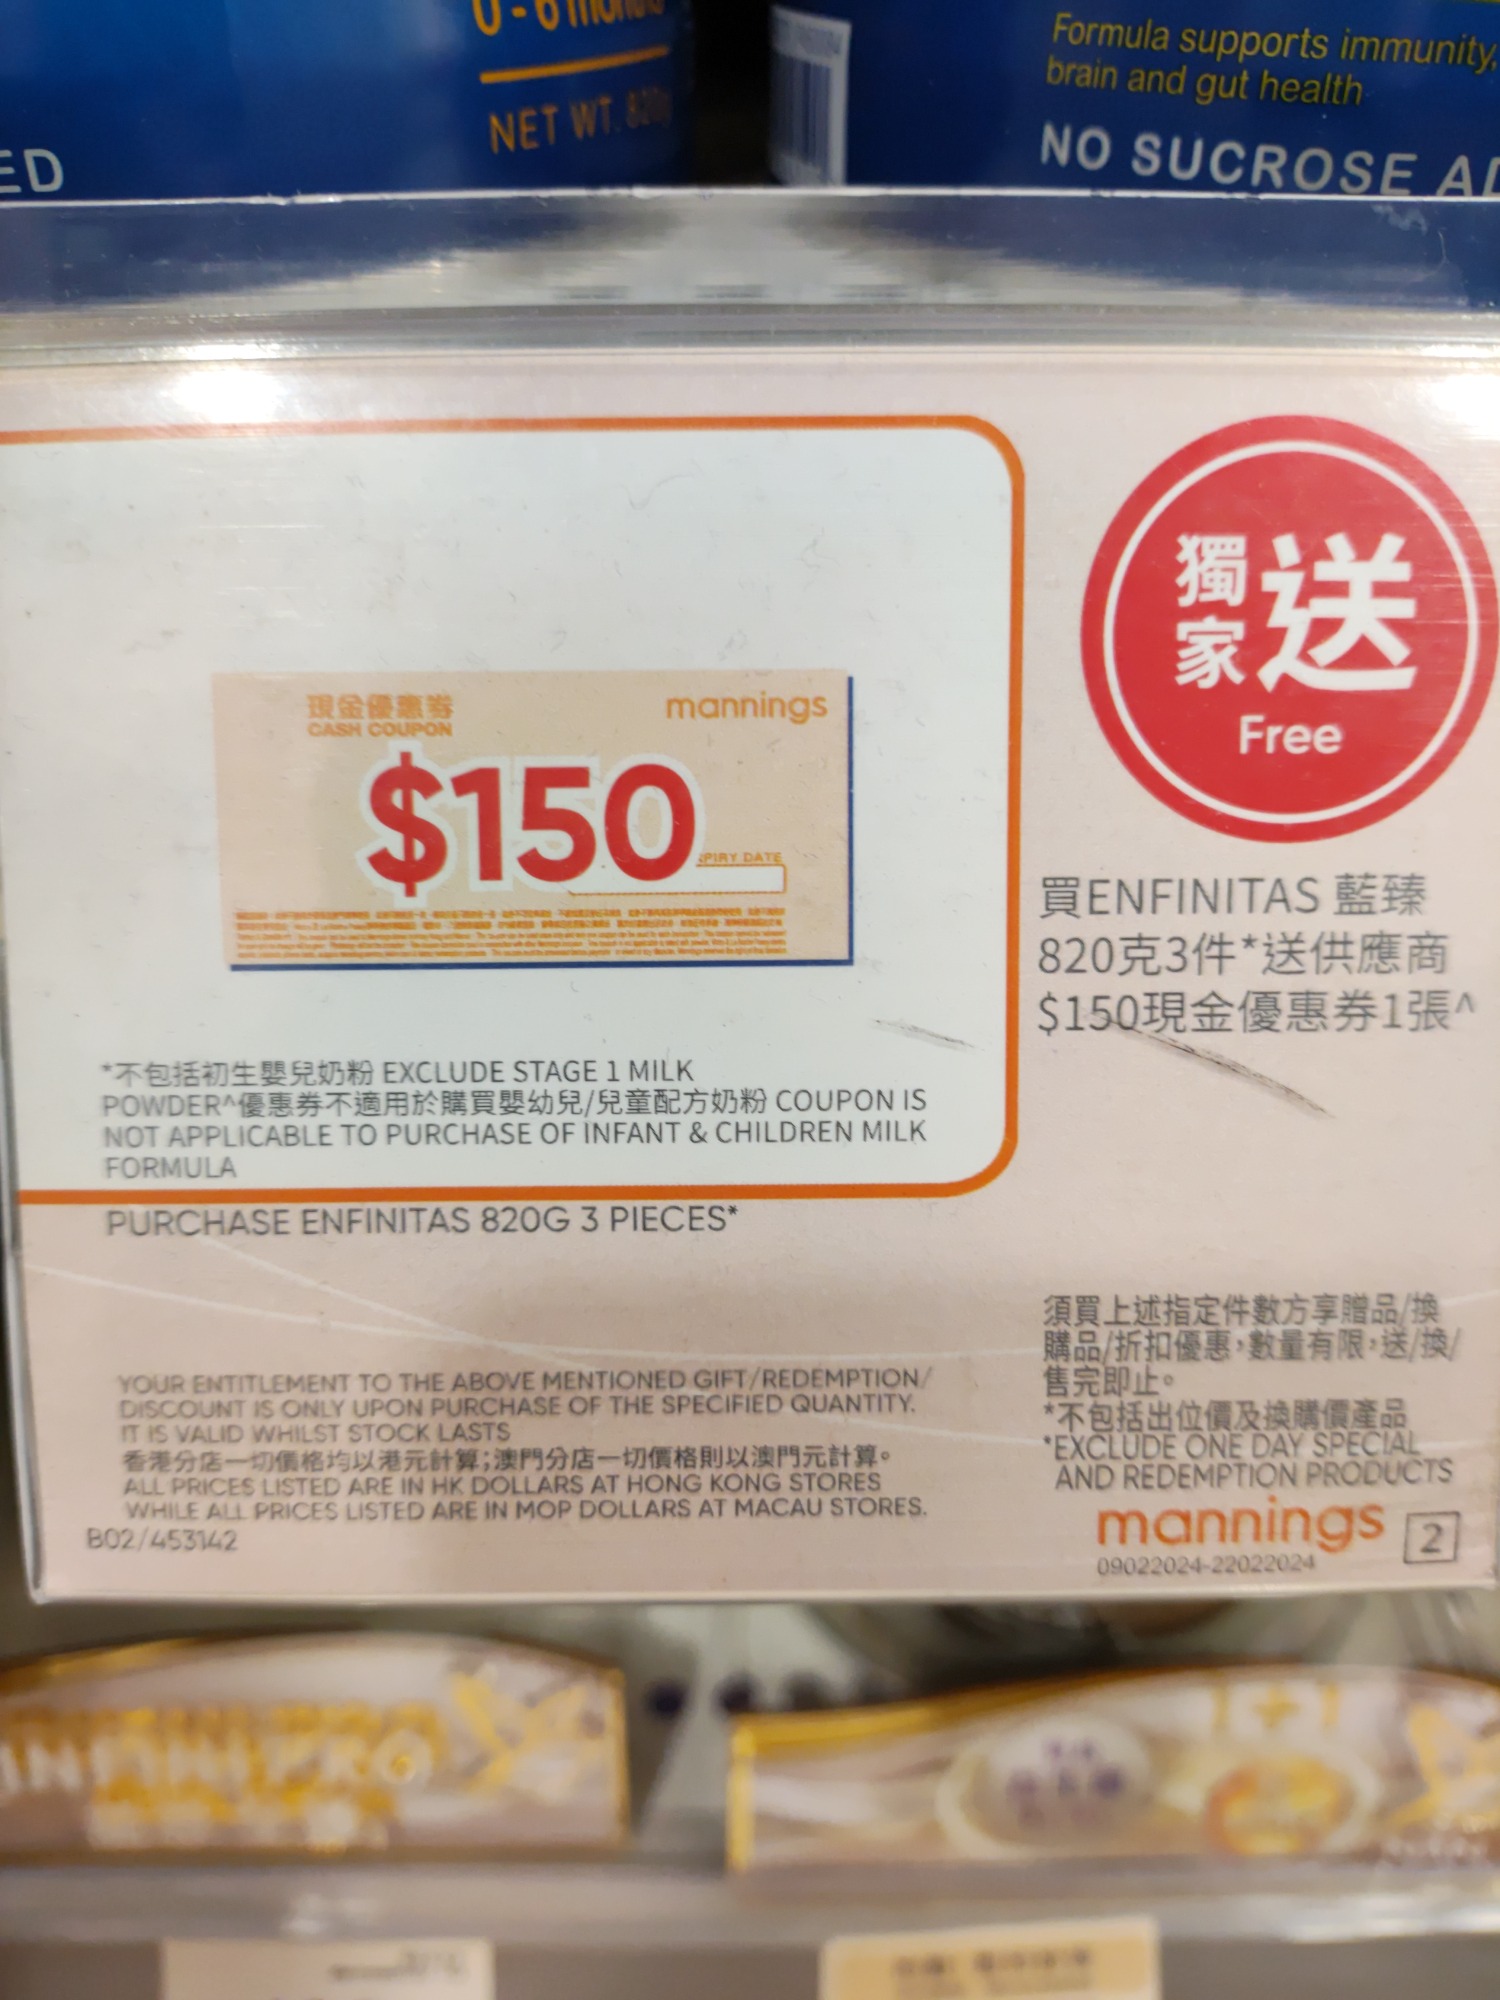 0-6 months
NET WT. 820g
ED
Formula supports immunity,
brain and gut health
NO SUCROSE AD
現金優惠券
CASH COUPON
mannings
$150
PIRY DATE
獨家
送
Free
買ENFINITAS 藍臻
820克3件*送供應商
$150現金優惠券1張^
*不包括初生嬰兒奶粉 EXCLUDE STAGE 1 MILK
POWDER^優惠券不適用於購買嬰幼兒/兒童配方奶粉 COUPON IS
NOT APPLICABLE TO PURCHASE OF INFANT & CHILDREN MILK
FORMULA
PURCHASE ENFINITAS 820G 3 PIECES*
YOUR ENTITLEMENT TO THE ABOVE MENTIONED GIFT/REDEMPTION/
DISCOUNT IS ONLY UPON PURCHASE OF THE SPECIFIED QUANTITY.
IT IS VALID WHILST STOCK LASTS
香港分店一切價格均以港元計算;澳門分店一切價格則以澳門元計算。
ALL PRICES LISTED ARE IN HK DOLLARS AT HONG KONG STORES
WHILE ALL PRICES LISTED ARE IN MOP DOLLARS AT MACAU STORES.
B02/453142
須買上述指定件數方享贈品/換
購品/折扣優惠，數量有限，送/換/
售完即止。
*不包括出位價及換購價產品
*EXCLUDE ONE DAY SPECIAL
AND REDEMPTION PRODUCTS
mannings
2
09022024-22022024